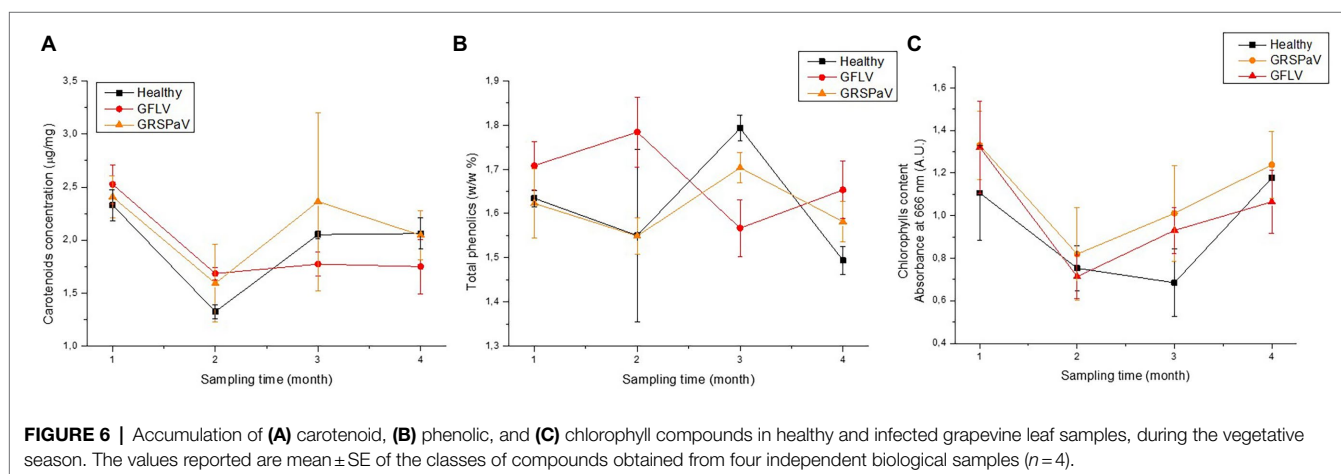 A
Healthy
GFLV
GRSPaV
Carotenoids concentration (µg/mg)
3,5
3,0
2,5
2,0
1,5
1,0
1
2
3
4
Sampling time (month)
B
Healthy
GFLV
GRSPaV
Total phenolics (w/w %)
1,9
1,8
1,7
1,6
1,5
1,4
1,3
1
2
3
4
Sampling time (month)
C
Healthy
GRSPaV
GFLV
Chlorophylls content
Absorbance at 666 nm (A.U.)
1,6
1,4
1,2
1,0
0,8
0,6
0,4
1
2
3
4
Sampling time (month)
FIGURE 6 | Accumulation of (A) carotenoid, (B) phenolic, and (C) chlorophyll compounds in healthy and infected grapevine leaf samples, during the vegetative
season. The values reported are mean ± SE of the classes of compounds obtained from four independent biological samples (n = 4).